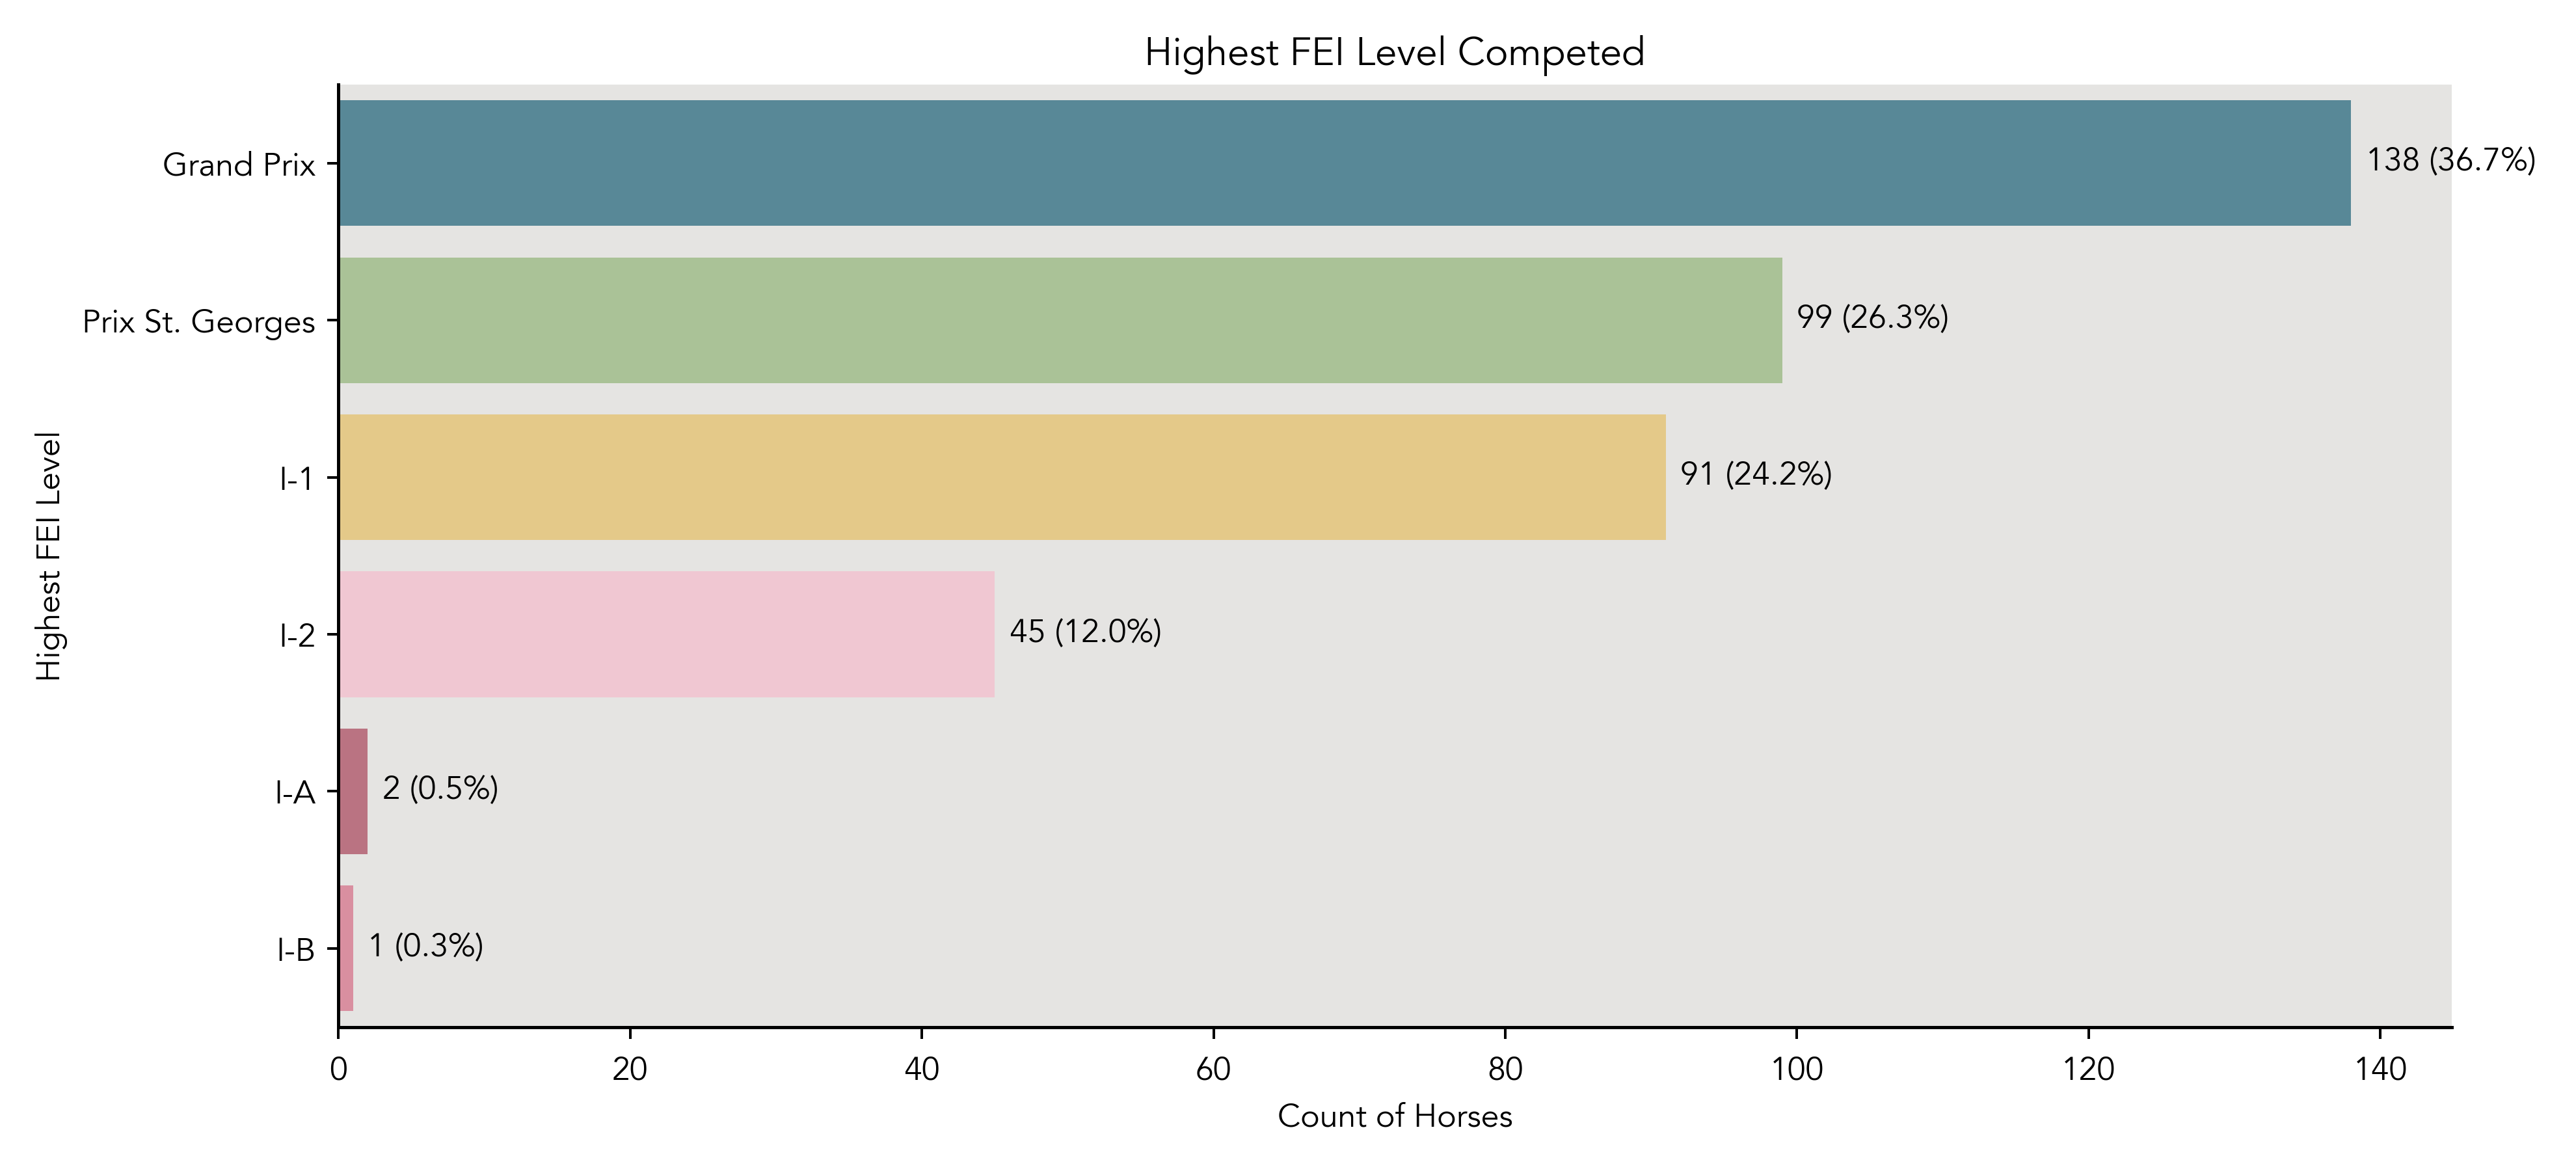 Highest FEI Level Competed
Highest FEI Level
Grand Prix
138 (36.7%)
Prix St. Georges
99 (26.3%)
I-1
91 (24.2%)
I-2
45 (12.0%)
I-A
2 (0.5%)
I-B
1 (0.3%)
0 20 40 60 80 100 120 140
Count of Horses